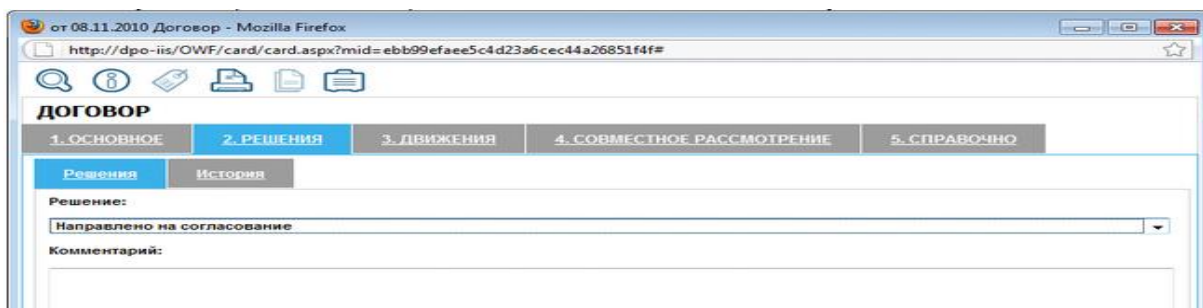 от 08.11.2010 Договор - Mozilla Firefox
http://dpo-iis/OWF/card/card.aspx?mid=ebb99efaee5c4d23a6cec44a26851f4f#
ДОГОВОР
1. ОСНОВНОЕ 2. РЕШЕНИЯ 3. ДВИЖЕНИЯ 4. СОВМЕСТНОЕ РАССМОТРЕНИЕ 5. СПРАВОЧНО
Решения История
Решение:
Направлено на согласование
Комментарий: